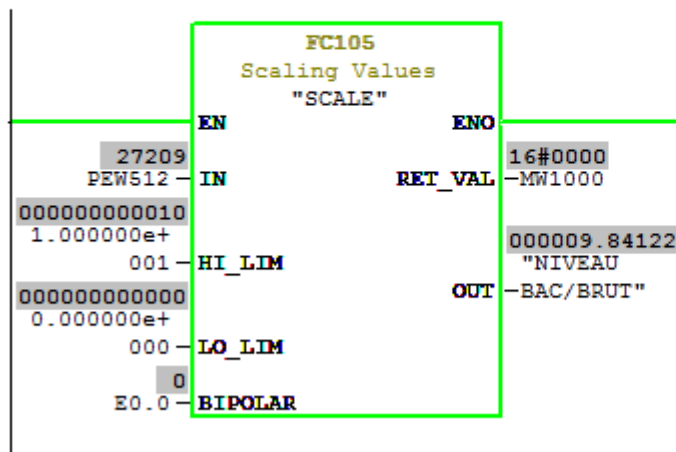 FC105
Scaling Values
"SCALE"
EN ENO
27209 16#0000
PEW512 IN RET_VAL MW1000
000000000010
1.000000e+ 000009.84122
001 HI_LIM "NIVEAU
000000000000 OUT BAC/BRUT"
0.000000e+
000 LO_LIM
0
E0.0 BIPOLAR